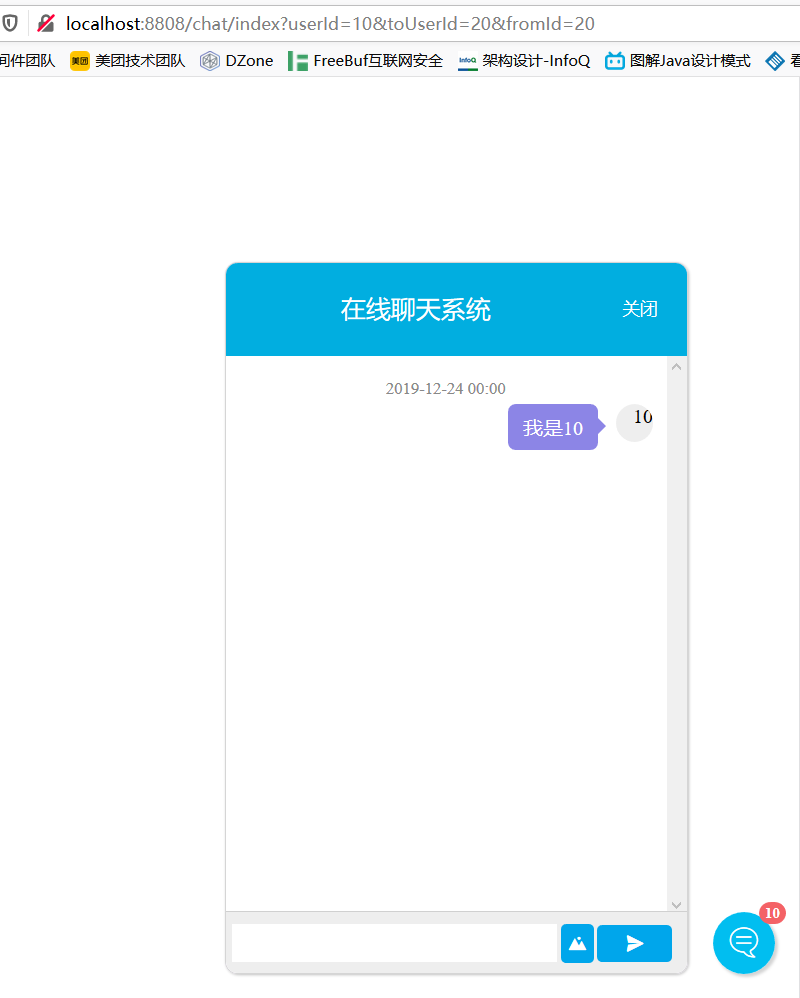 localhost:8808/chat/index?userId=10&toUserId=20&fromId=20
间件团队 美团 美团技术团队 DZone FreeBuf互联网安全 InfoQ 架构设计-InfoQ 图解Java设计模式 看
在线聊天系统 关闭
2019-12-24 00:00
我是10 10
10